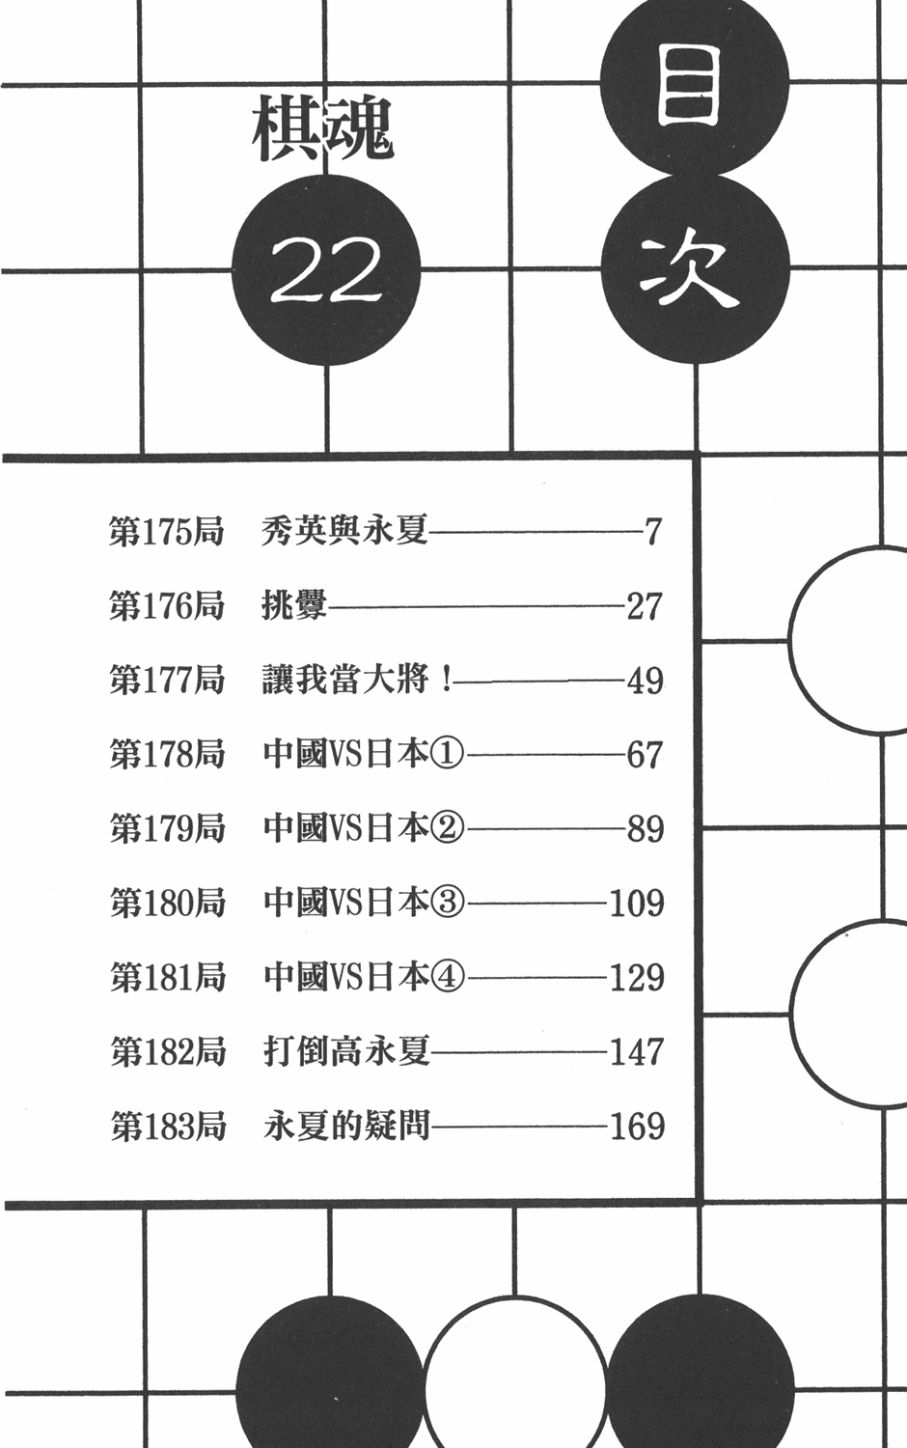 目次
棋魂
22
第175局 秀英與永夏 7
第176局 挑釁 27
第177局 讓我當大將！ 49
第178局 中國VS日本① 67
第179局 中國VS日本② 89
第180局 中國VS日本③ 109
第181局 中國VS日本④ 129
第182局 打倒高永夏 147
第183局 永夏的疑問 169